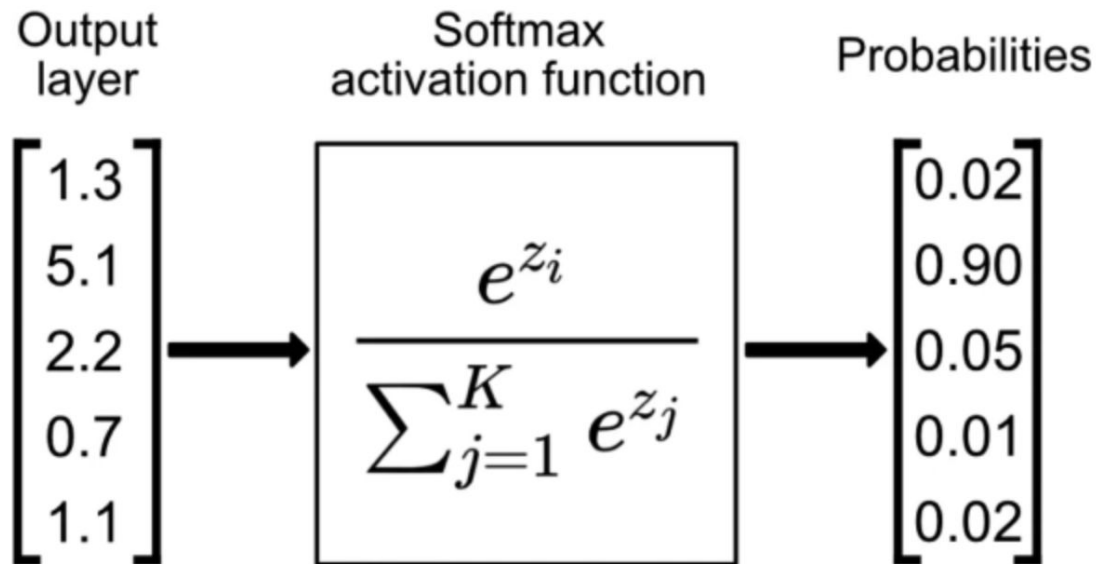 Output
layer
Softmax
activation function
Probabilities
1.3
5.1
2.2
0.7
1.1
e^{z_i}
∑_{j=1}^{K} e^{z_j}
0.02
0.90
0.05
0.01
0.02